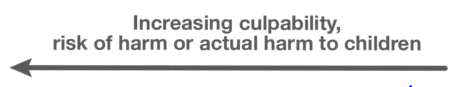 Increasing culpability,
risk of harm or actual harm to children